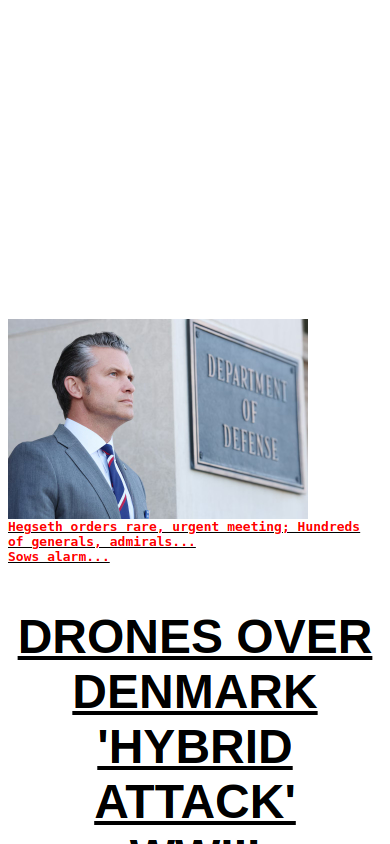 DEPARTMENT
OF
DEFENSE
Hegseth orders rare, urgent meeting; Hundreds
of generals, admirals...
Sows alarm...
DRONES OVER
DENMARK
'HYBRID
ATTACK'